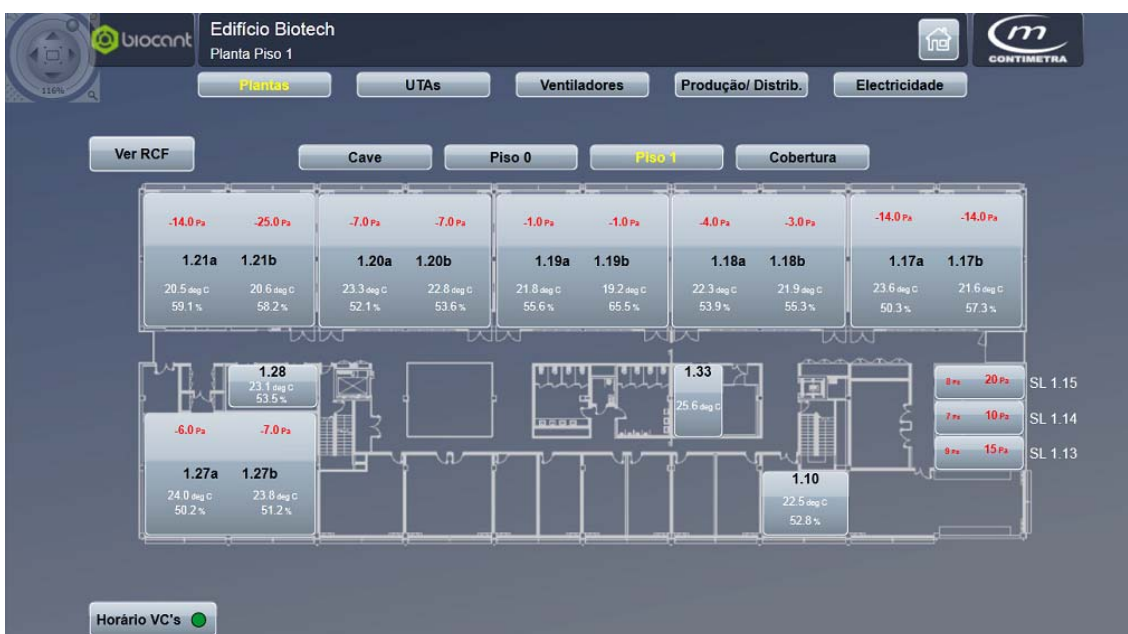 biocant
Edifício Biotech
Planta Piso 1
m
CONTIMETRA
116%
Plantas
UTAs
Ventiladores
Produção/ Distrib.
Electricidade
Ver RCF
Cave
Piso 0
Piso 1
Cobertura
-14.0 Pa -25.0 Pa -7.0 Pa -7.0 Pa -1.0 Pa -1.0 Pa -4.0 Pa -3.0 Pa -14.0 Pa -14.0 Pa
1.21a 1.21b 1.20a 1.20b 1.19a 1.19b 1.18a 1.18b 1.17a 1.17b
20.5 deg C 20.6 deg C 23.3 deg C 22.8 deg C 21.8 deg C 19.2 deg C 22.3 deg C 21.9 deg C 23.6 deg C 21.6 deg C
59.1 % 58.2 % 52.1 % 53.6 % 55.6 % 65.5 % 53.9 % 55.3 % 50.3 % 57.3 %
1.28
23.1 deg C
53.5 %
1.33
25.6 deg C
8 Pa 20 Pa SL 1.15
7 Pa 10 Pa SL 1.14
9 Pa 15 Pa SL 1.13
-6.0 Pa -7.0 Pa
1.27a 1.27b
24.0 deg C 23.8 deg C
50.2 % 51.2 %
1.10
22.5 deg C
52.8 %
Horário VC's